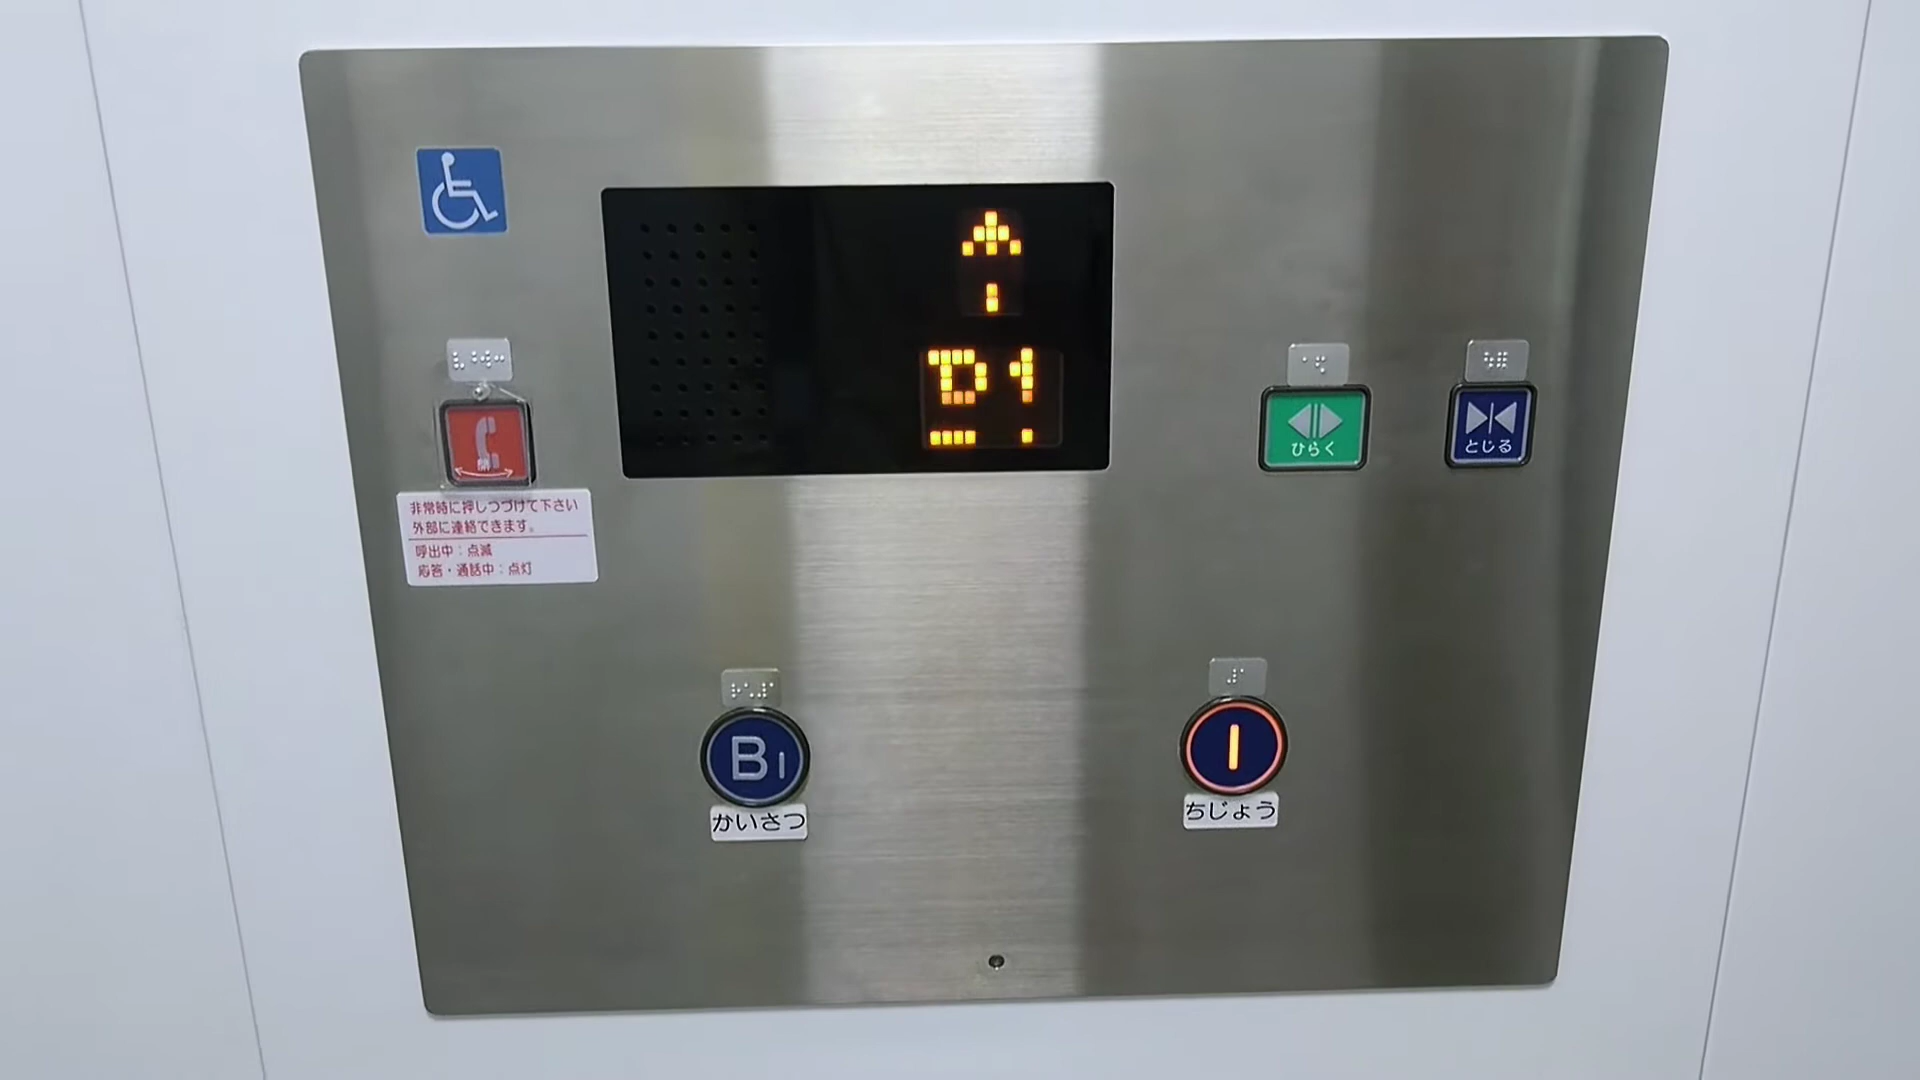 B1
ひらく
とじる
非常時に押しつづけて下さい
外部に連絡できます。
呼出中：点滅
応答・通話中：点灯
B1
1
かいさつ
ちじょう